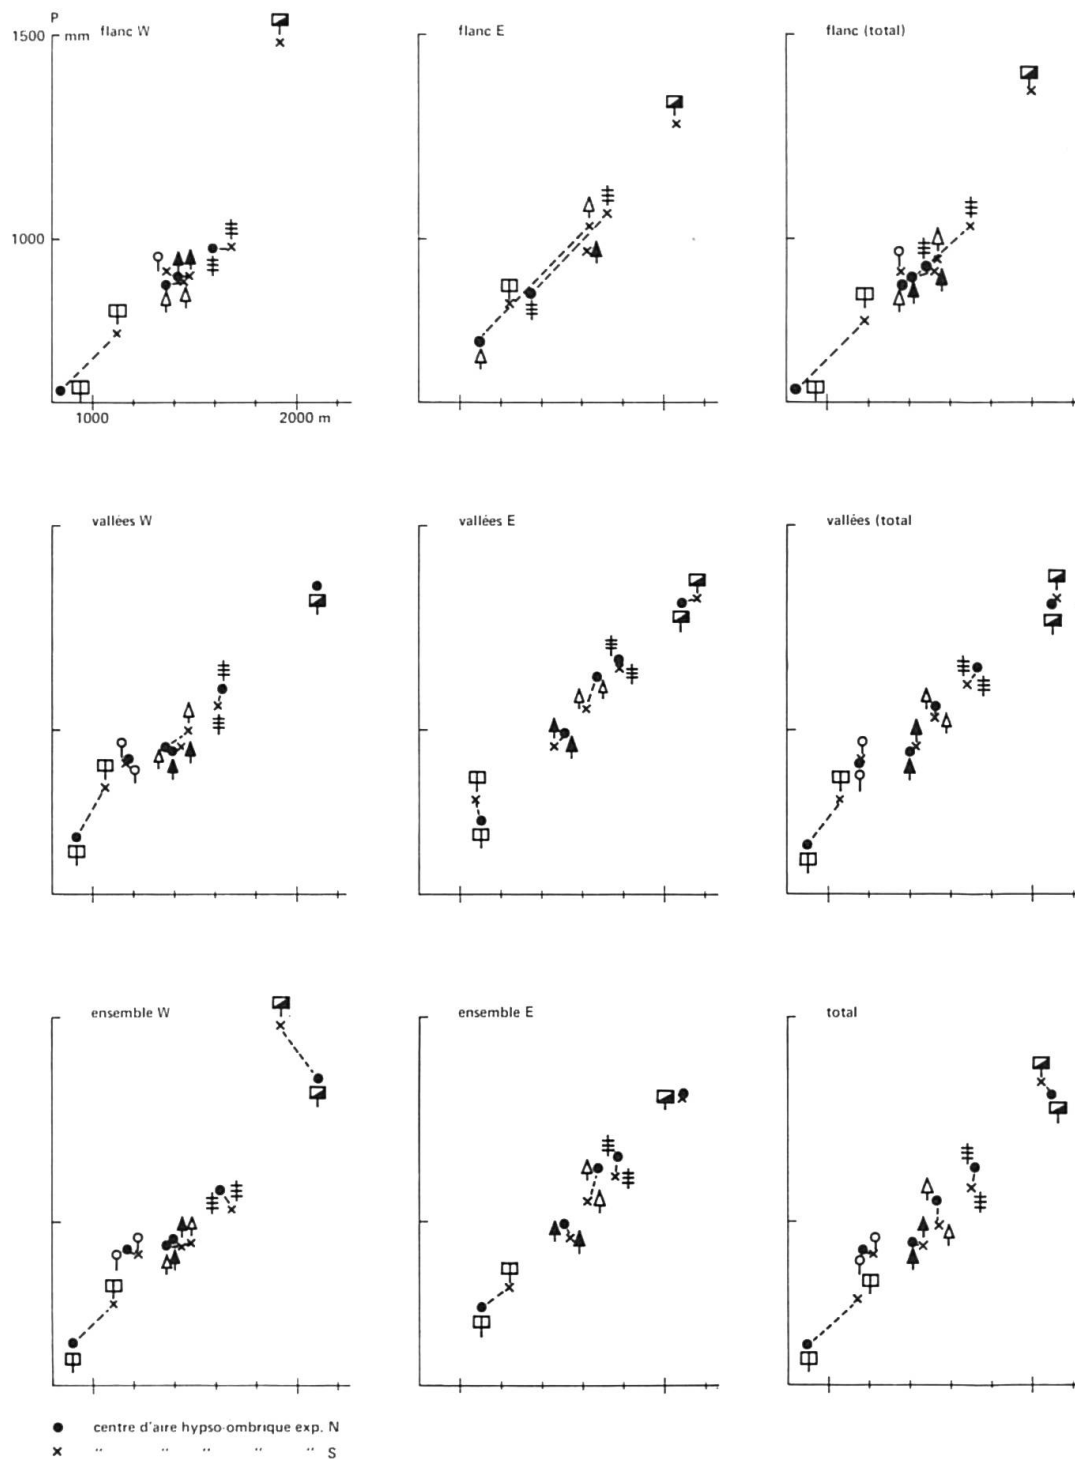 P
1500 mm flanc W
flanc E
flanc (total)
1000
1000 2000 m
vallées W
vallées E
vallées (total
ensemble W
ensemble E
total
● centre d'aire hypso-ombrique exp. N
× " " " " " S